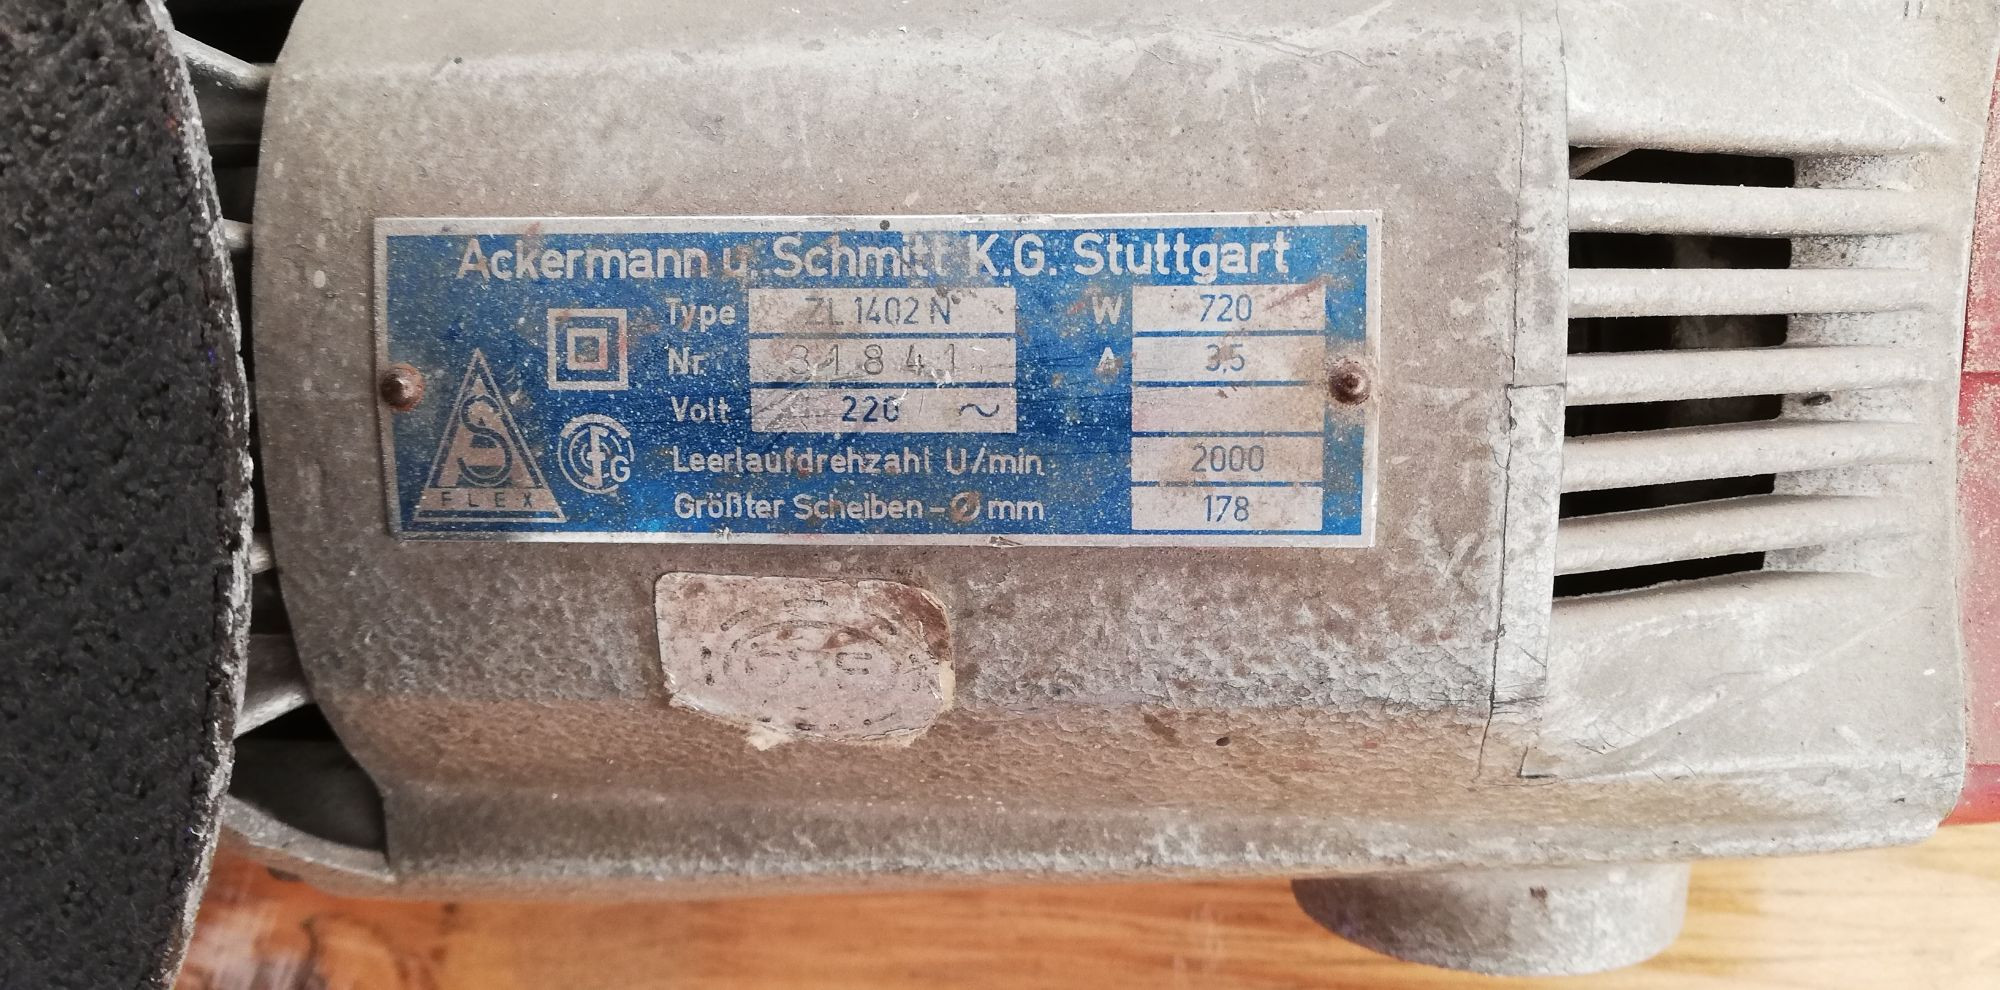 Ackermann u. Schmitt K.G. Stuttgart
Type ZL 1402 N W 720
Nr. 31841 A 3,5
Volt 220 ~
Leerlaufdrehzahl U/min 2000
Größter Scheiben-Ø mm 178
AS
FLEX